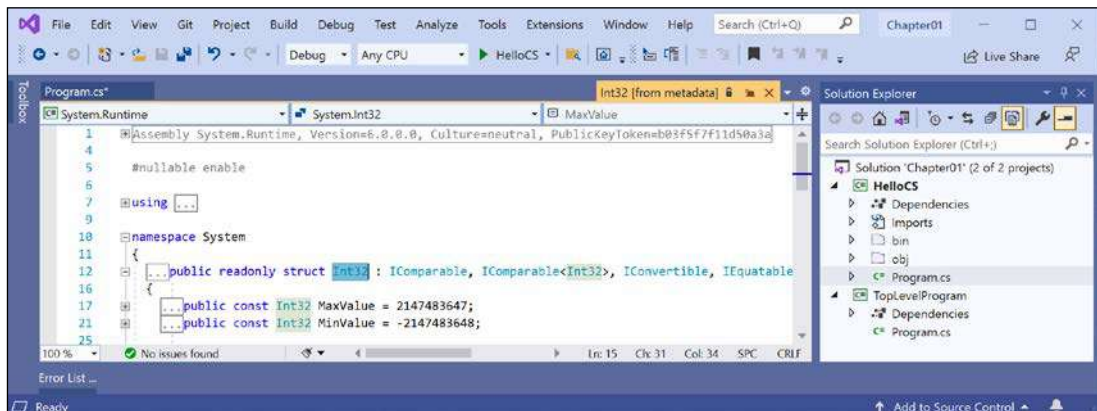 File Edit View Git Project Build Debug Test Analyze Tools Extensions Window Help Search (Ctrl+Q) Chapter01
Debug Any CPU HelloCS Live Share
Toolbox
Program.cs* Int32 [from metadata]
System.Runtime System.Int32 MaxValue
1 Assembly System.Runtime, Version=6.0.0.0, Culture=neutral, PublicKeyToken=b03f5f7f11d50a3a
4
5 #nullable enable
6
7 using ...
9
10 namespace System
11 {
12 ...public readonly struct Int32 : IComparable, IComparable<Int32>, IConvertible, IEquatable
16 {
17 ...public const Int32 MaxValue = 2147483647;
21 ...public const Int32 MinValue = -2147483648;
25
100 % No issues found Ln: 15 Ch: 31 Col: 34 SPC CRLF
Solution Explorer
Search Solution Explorer (Ctrl+;)
Solution 'Chapter01' (2 of 2 projects)
HelloCS
Dependencies
Imports
bin
obj
Program.cs
TopLevelProgram
Dependencies
Program.cs
Error List ...
Ready Add to Source Control